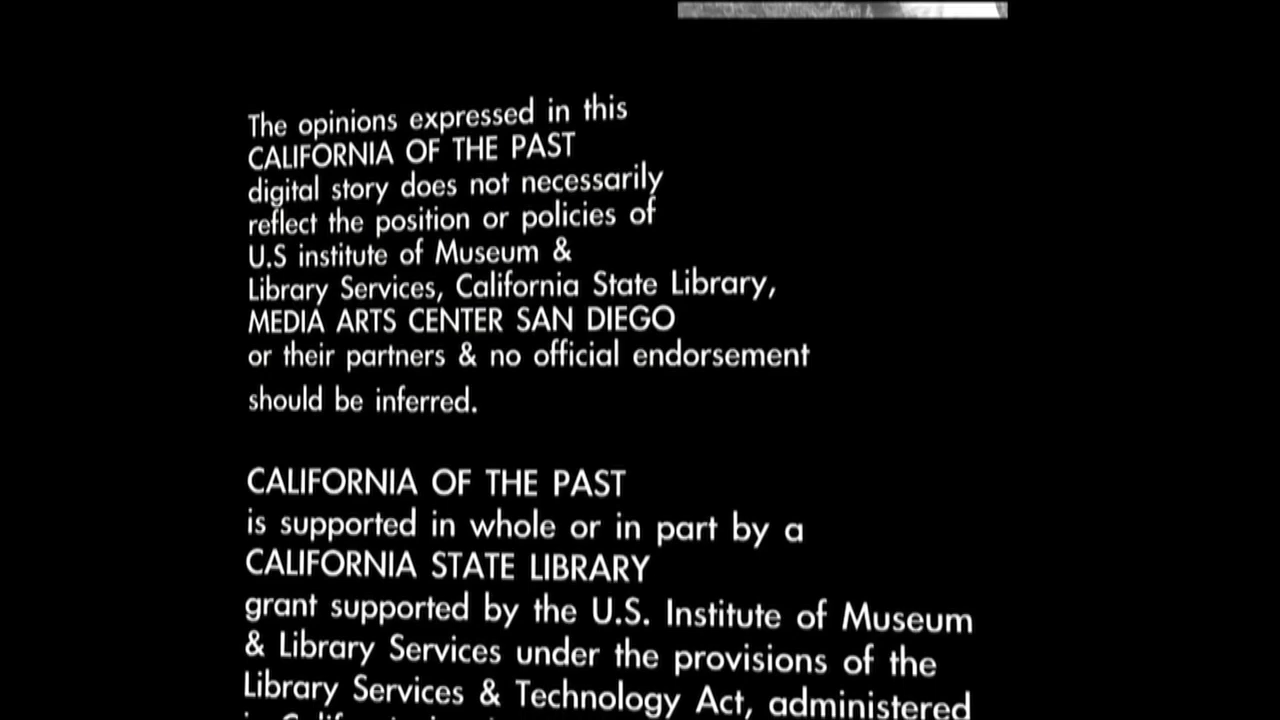 The opinions expressed in this
CALIFORNIA OF THE PAST
digital story does not necessarily
reflect the position or policies of
U.S institute of Museum &
Library Services, California State Library,
MEDIA ARTS CENTER SAN DIEGO
or their partners & no official endorsement
should be inferred.
CALIFORNIA OF THE PAST
is supported in whole or in part by a
CALIFORNIA STATE LIBRARY
grant supported by the U.S. Institute of Museum
& Library Services under the provisions of the
Library Services & Technology Act, administered